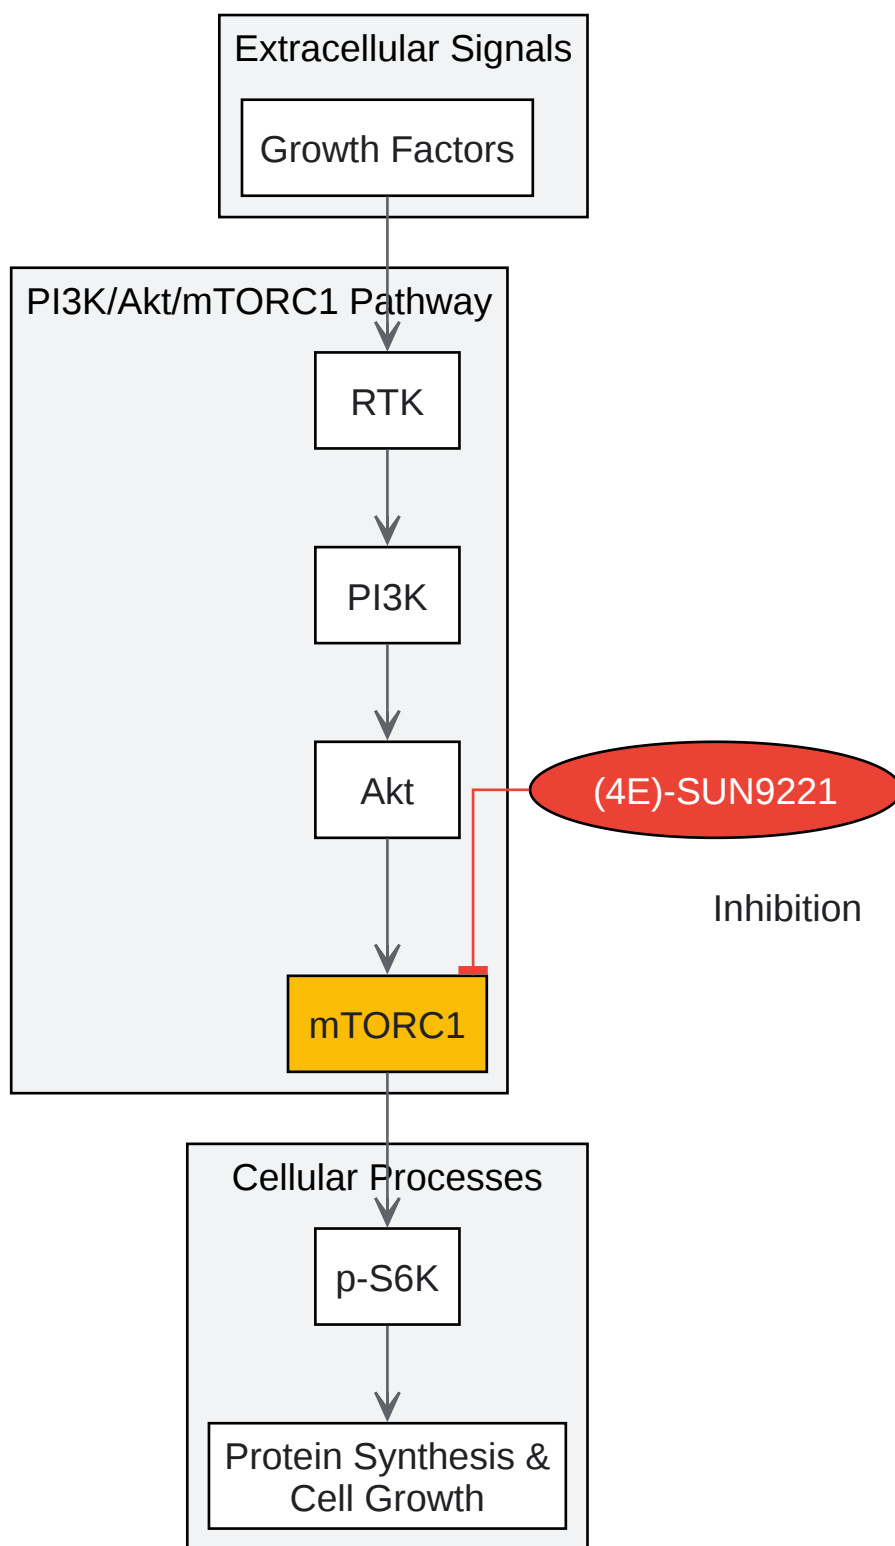 Extracellular Signals
Growth Factors
PI3K/Akt/mTORC1 Pathway
RTK
PI3K
Akt
(4E)-SUN9221
Inhibition
mTORC1
Cellular Processes
p-S6K
Protein Synthesis &
Cell Growth